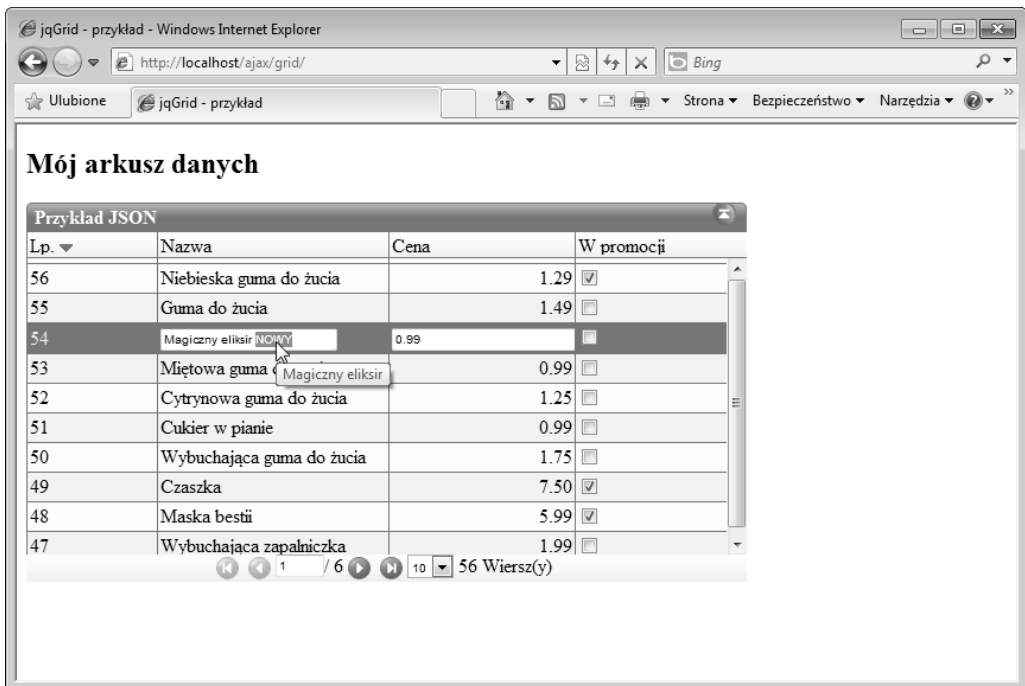 jqGrid - przykład - Windows Internet Explorer
http://localhost/ajax/grid/ Bing
Ulubione jqGrid - przykład Strona Bezpieczeństwo Narzędzia
Mój arkusz danych
Przykład JSON
Lp. Nazwa Cena W promocji
56 Niebieska guma do żucia 1.29
55 Guma do żucia 1.49
54 Magiczny eliksir NOWY 0.99
53 Miętowa guma 0.99
Magiczny eliksir
52 Cytrynowa guma do żucia 1.25
51 Cukier w pianie 0.99
50 Wybuchająca guma do żucia 1.75
49 Czaszka 7.50
48 Maska bestii 5.99
47 Wybuchająca zapalniczka 1.99
1 / 6 10 56 Wiersz(y)